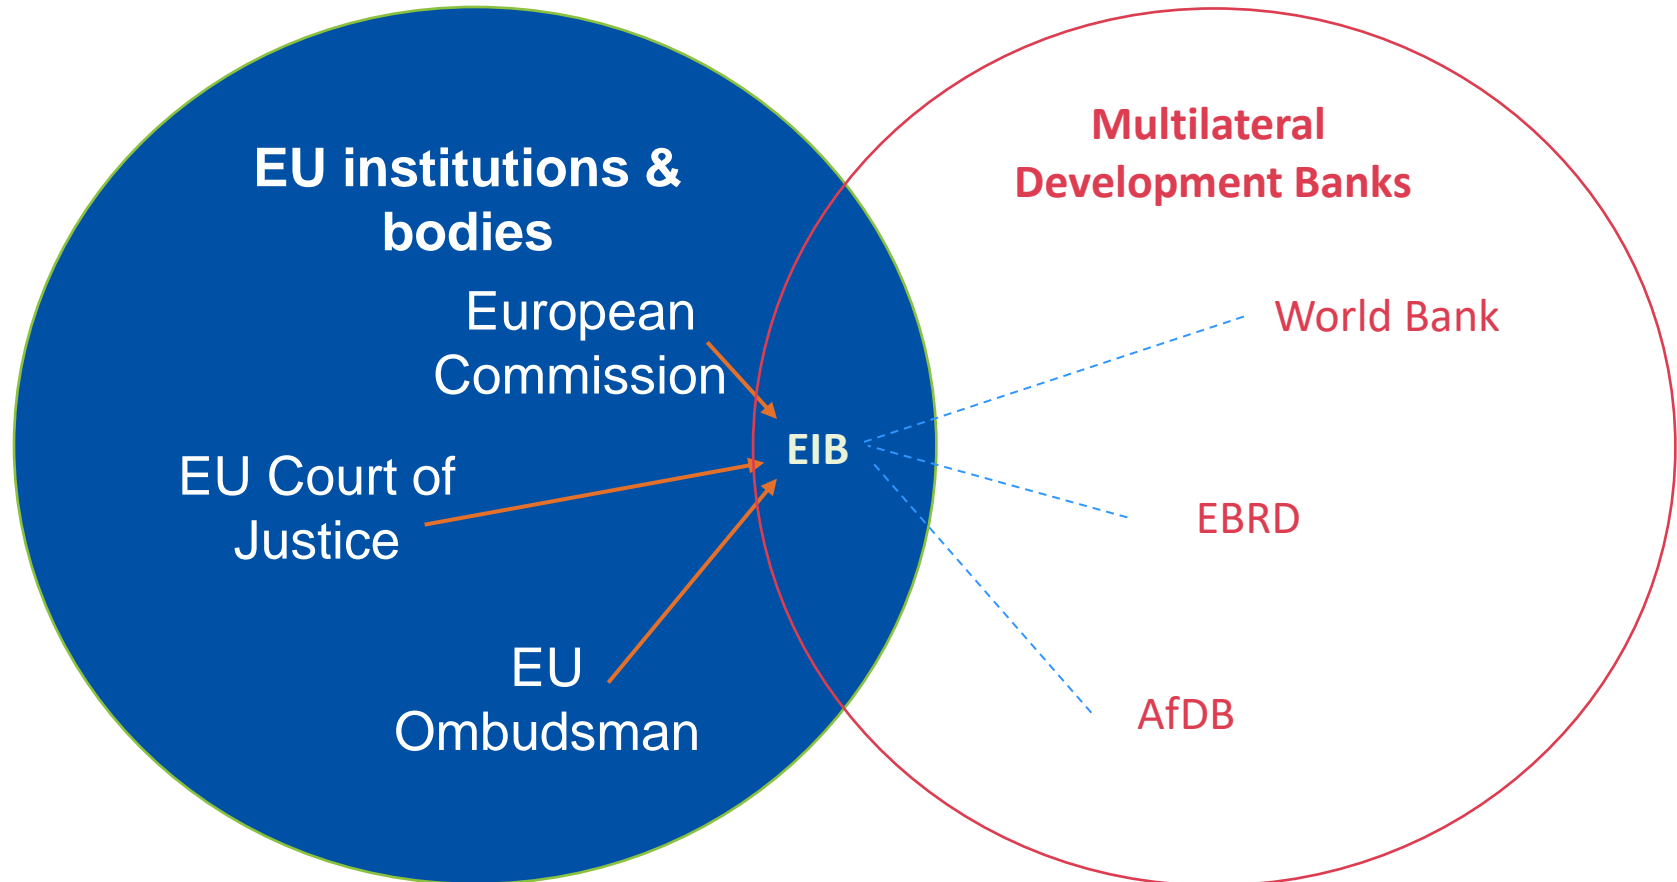 EU institutions &
bodies
European
Commission
EU Court of
Justice
EU
Ombudsman
EIB
Multilateral
Development Banks
World Bank
EBRD
AfDB